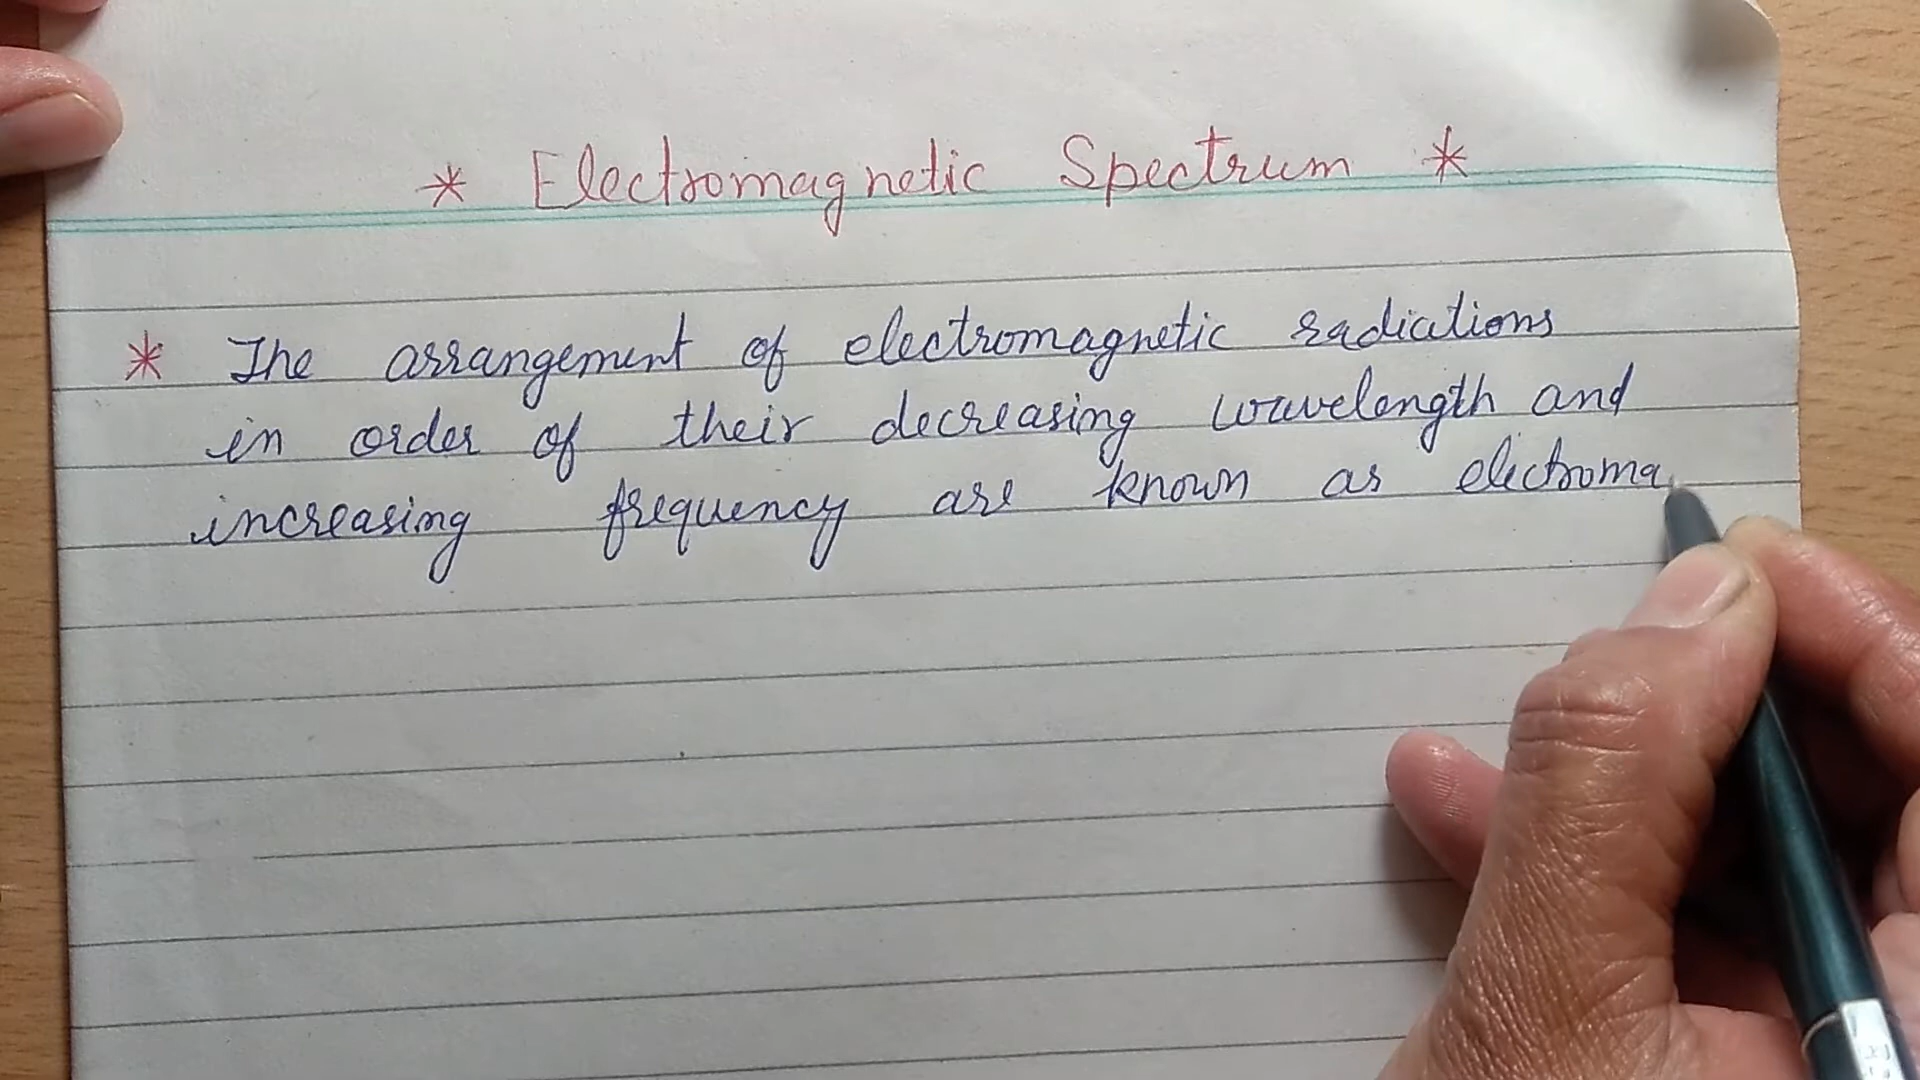 * Electromagnetic Spectrum *
* The arrangement of electromagnetic radiations
in order of their decreasing wavelength and
increasing frequency are known as electroma